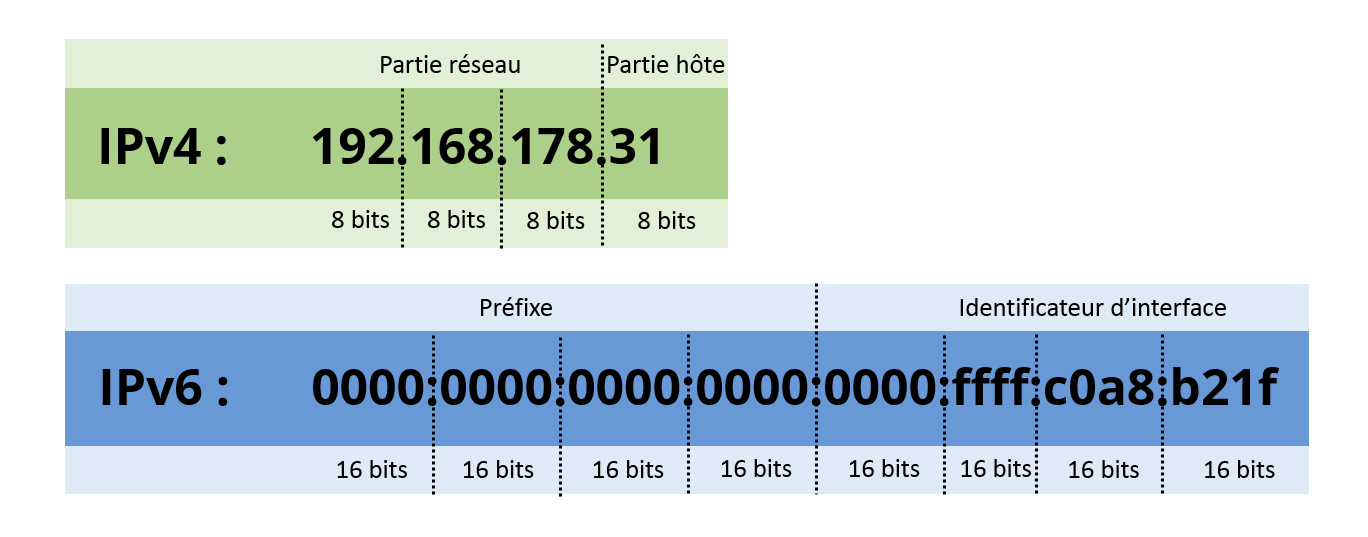 Partie réseau Partie hôte
IPv4 : 192.168.178.31
8 bits 8 bits 8 bits 8 bits
Préfixe Identificateur d’interface
IPv6 : 0000:0000:0000:0000:0000:ffff:c0a8:b21f
16 bits 16 bits 16 bits 16 bits 16 bits 16 bits 16 bits 16 bits